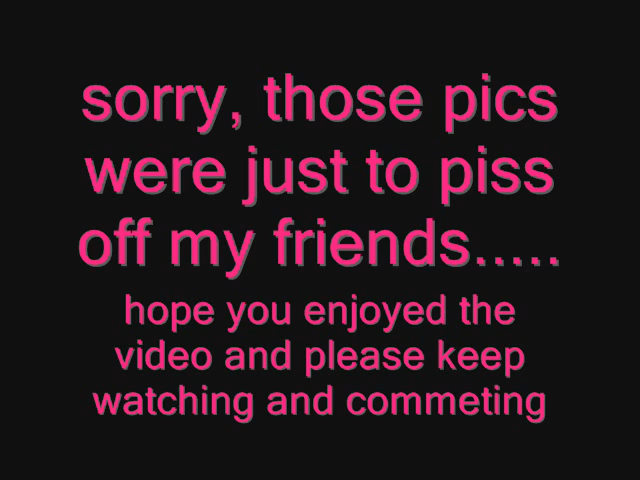 sorry, those pics
were just to piss
off my friends.....
hope you enjoyed the
video and please keep
watching and commeting